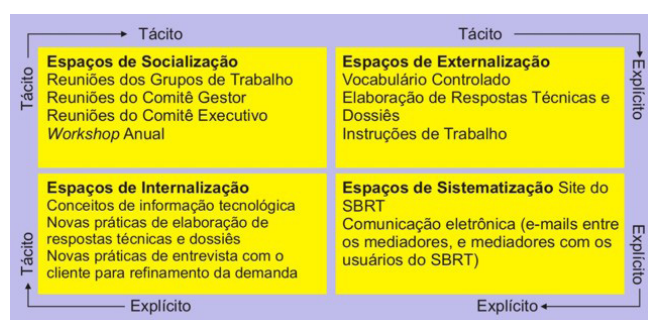 Tácito
Tácito
Tácito
Espaços de Socialização
Reuniões dos Grupos de Trabalho
Reuniões do Comitê Gestor
Reuniões do Comitê Executivo
Workshop Anual
Espaços de Externalização
Vocabulário Controlado
Elaboração de Respostas Técnicas e
Dossiês
Instruções de Trabalho
Explícito
Tácito
Espaços de Internalização
Conceitos de informação tecnológica
Novas práticas de elaboração de
respostas técnicas e dossiês
Novas práticas de entrevista com o
cliente para refinamento da demanda
Espaços de Sistematização Site do
SBRT
Comunicação eletrônica (e-mails entre
os mediadores, e mediadores com os
usuários do SBRT)
Explícito
Explícito
Explícito